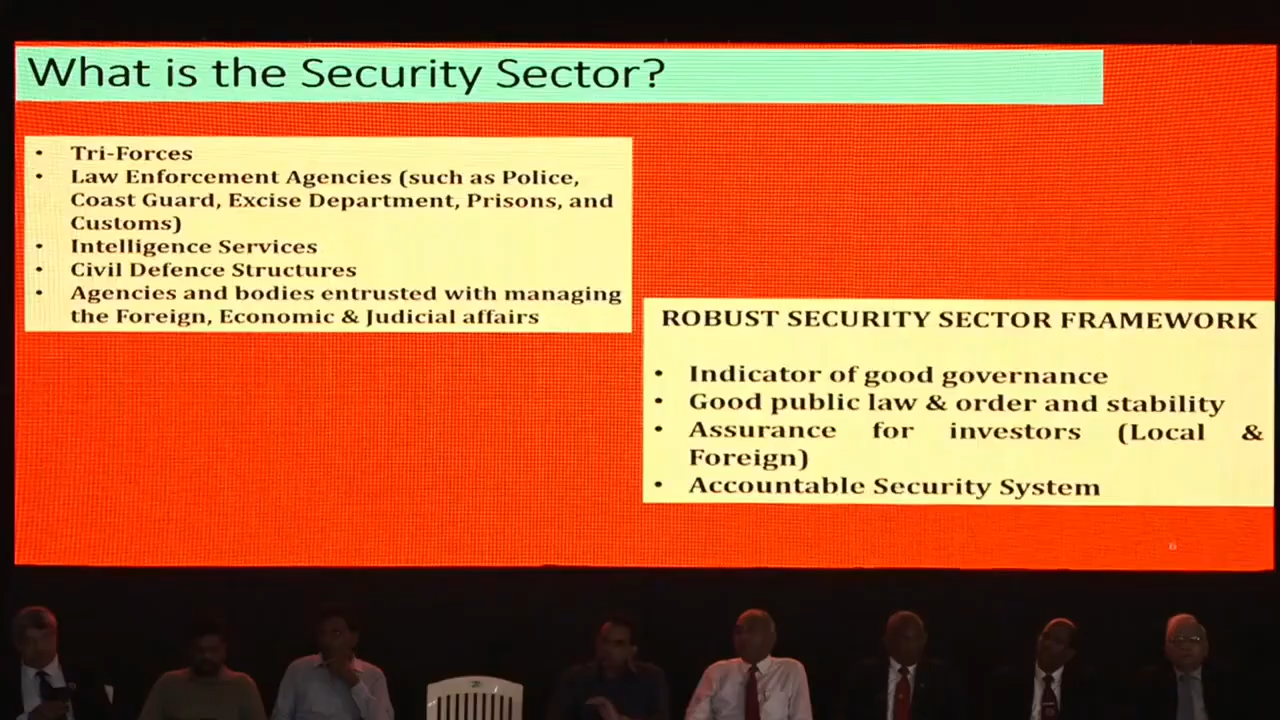 What is the Security Sector?
• Tri-Forces
• Law Enforcement Agencies (such as Police,
Coast Guard, Excise Department, Prisons, and
Customs)
• Intelligence Services
• Civil Defence Structures
• Agencies and bodies entrusted with managing
the Foreign, Economic & Judicial affairs
ROBUST SECURITY SECTOR FRAMEWORK
• Indicator of good governance
• Good public law & order and stability
• Assurance for investors (Local &
Foreign)
• Accountable Security System
6